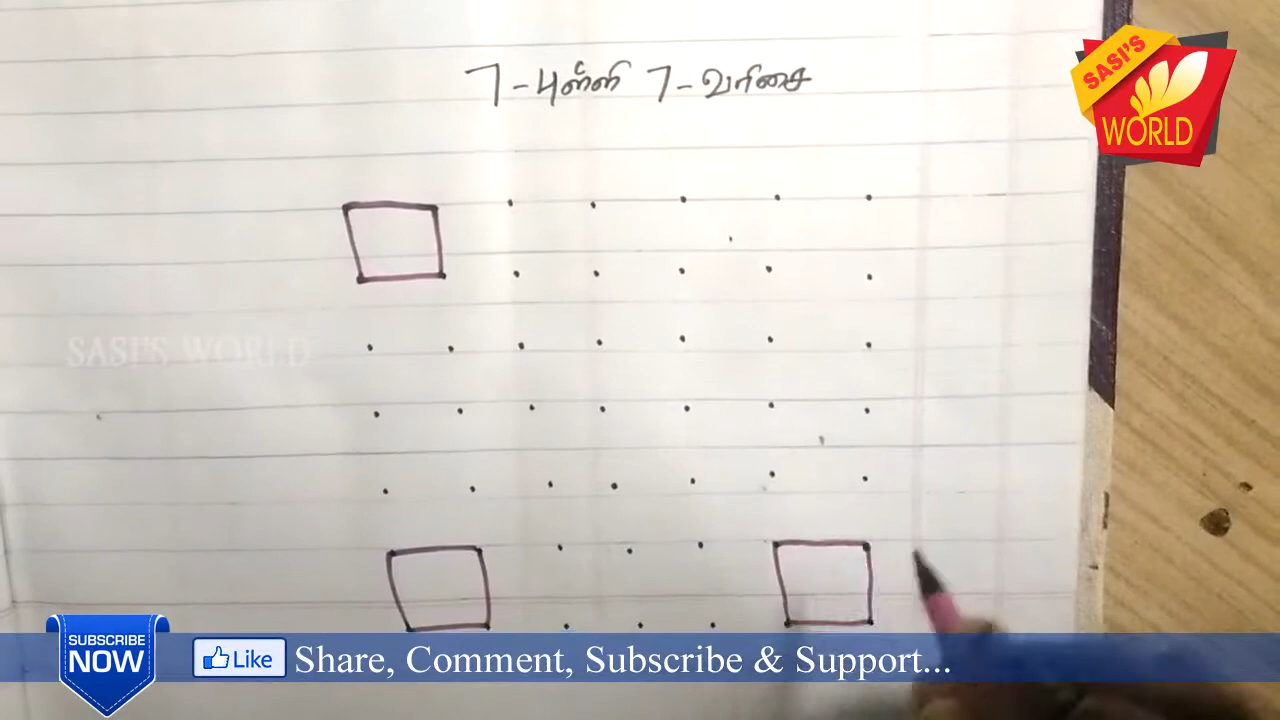 7-புள்ளி 7-வரிசை
SASI'S
WORLD
SASI'S WORLD
SUBSCRIBE
NOW
Like
Share, Comment, Subscribe & Support...